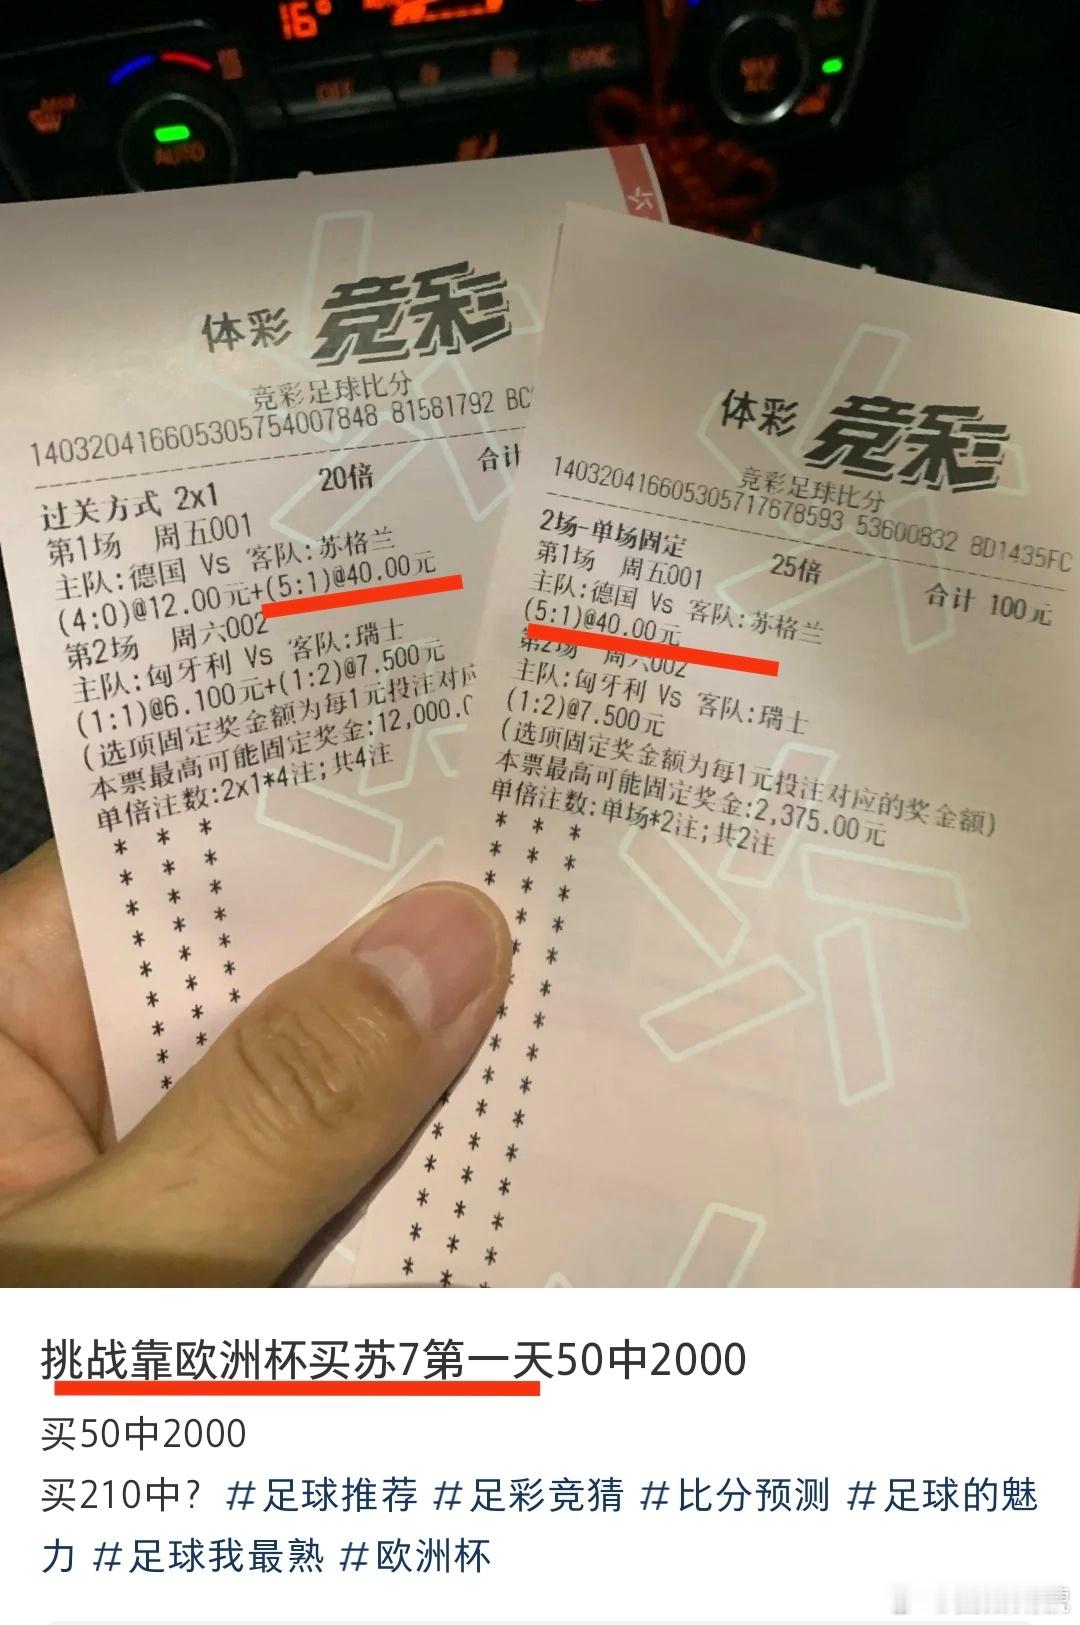 16°
A/C
OFF
SYNC
MAX A/C
AUTO
体彩 竞彩
竞彩足球比分
140320416605305754007848 81581792 BC
过关方式 2x1 20倍 合计
第1场 周五001
主队:德国 Vs 客队:苏格兰
(4:0)@12.00元+(5:1)@40.00元
第2场 周六002
主队:匈牙利 Vs 客队:瑞士
(1:1)@6.100元+(1:2)@7.500元
(选项固定奖金额为每1元投注对应
本票最高可能固定奖金:12,000.0
单倍注数:2x1*4注;共4注
体彩 竞彩
竞彩足球比分
140320416605305717678593 53600832 8D1435FC
2场-单场固定 25倍 合计 100元
第1场 周五001
主队:德国 Vs 客队:苏格兰
(5:1)@40.00元
第2场 周六002
主队:匈牙利 Vs 客队:瑞士
(1:2)@7.500元
(选项固定奖金额为每1元投注对应的奖金额)
本票最高可能固定奖金:2,375.00元
单倍注数:单场*2注;共2注
挑战靠欧洲杯买苏7第一天50中2000
买50中2000
买210中? #足球推荐 #足彩竞猜 #比分预测 #足球的魅
力 #足球我最熟 #欧洲杯